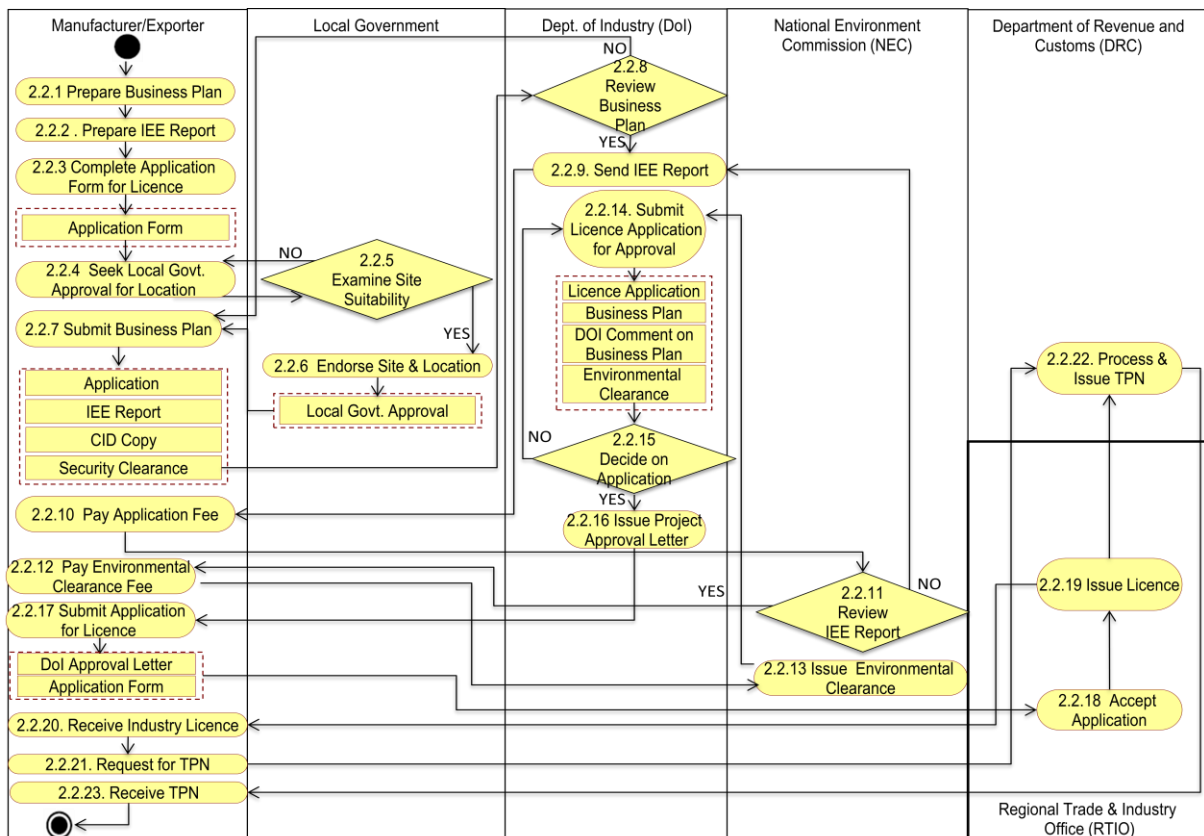 Manufacturer/Exporter
Local Government
Dept. of Industry (DoI)
National Environment
Commission (NEC)
Department of Revenue and
Customs (DRC)
2.2.1 Prepare Business Plan
2.2.2 . Prepare IEE Report
2.2.3 Complete Application
Form for Licence
Application Form
2.2.4 Seek Local Govt.
Approval for Location
2.2.7 Submit Business Plan
Application
IEE Report
CID Copy
Security Clearance
2.2.10 Pay Application Fee
2.2.12 Pay Environmental
Clearance Fee
2.2.17 Submit Application
for Licence
DoI Approval Letter
Application Form
2.2.20. Receive Industry Licence
2.2.21. Request for TPN
2.2.23. Receive TPN
NO
2.2.5
Examine Site
Suitability
YES
2.2.6 Endorse Site & Location
Local Govt. Approval
NO
2.2.8
Review
Business
Plan
YES
2.2.9. Send IEE Report
2.2.14. Submit
Licence Application
for Approval
Licence Application
Business Plan
DOI Comment on
Business Plan
Environmental
Clearance
NO
2.2.15
Decide on
Application
YES
2.2.16 Issue Project
Approval Letter
YES
NO
2.2.11
Review
IEE Report
2.2.13 Issue Environmental
Clearance
2.2.22. Process &
Issue TPN
2.2.19 Issue Licence
2.2.18 Accept
Application
Regional Trade & Industry
Office (RTIO)